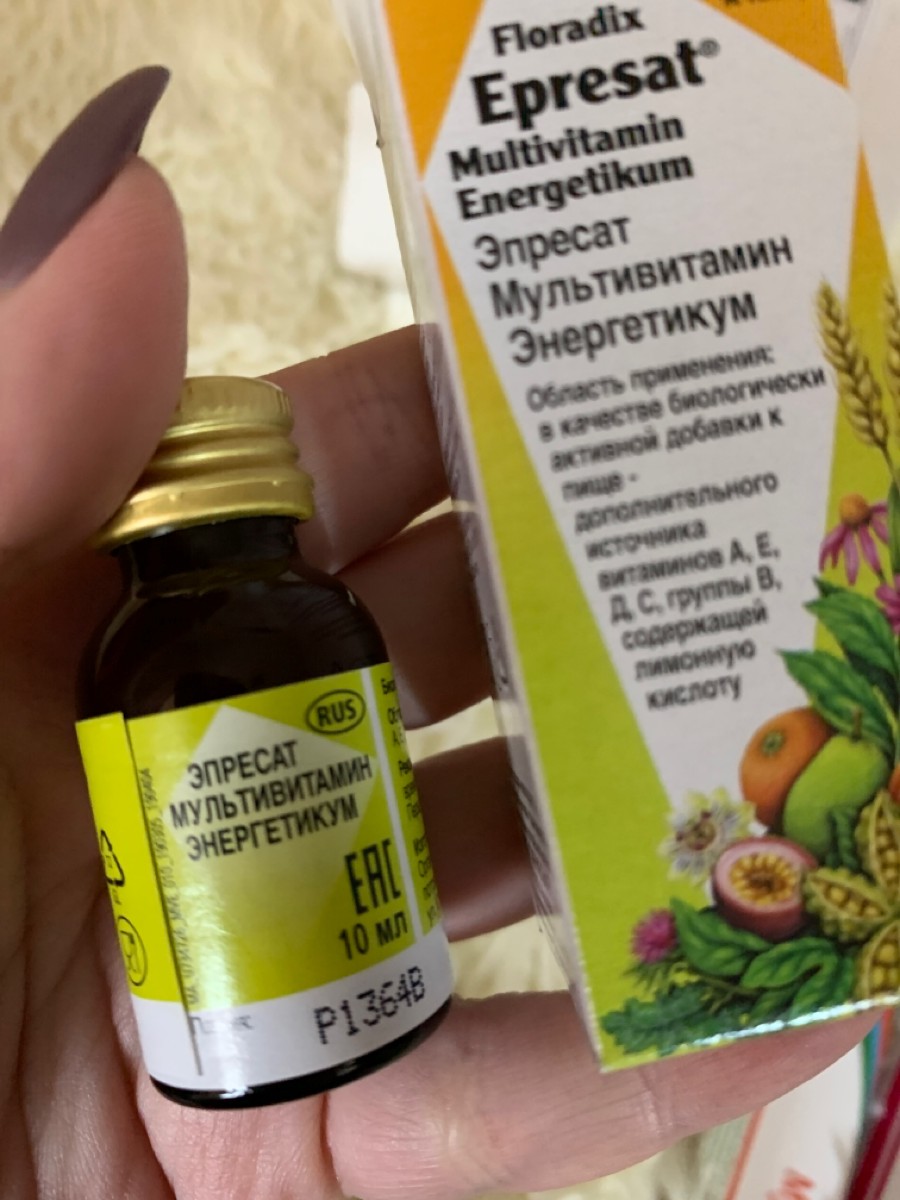 Floradix
Epresat®
Multivitamin
Energetikum
Эпресат
Мультивитамин
Энергетикум
Область применения:
в качестве биологически
активной добавки к
пище -
дополнительного
источника
витаминов А, Е,
Д, С, группы В,
содержащей
лимонную
кислоту
RUS
ЭПРЕСАТ
МУЛЬТИВИТАМИН
ЭНЕРГЕТИКУМ
EAC
10 мл
P1364B